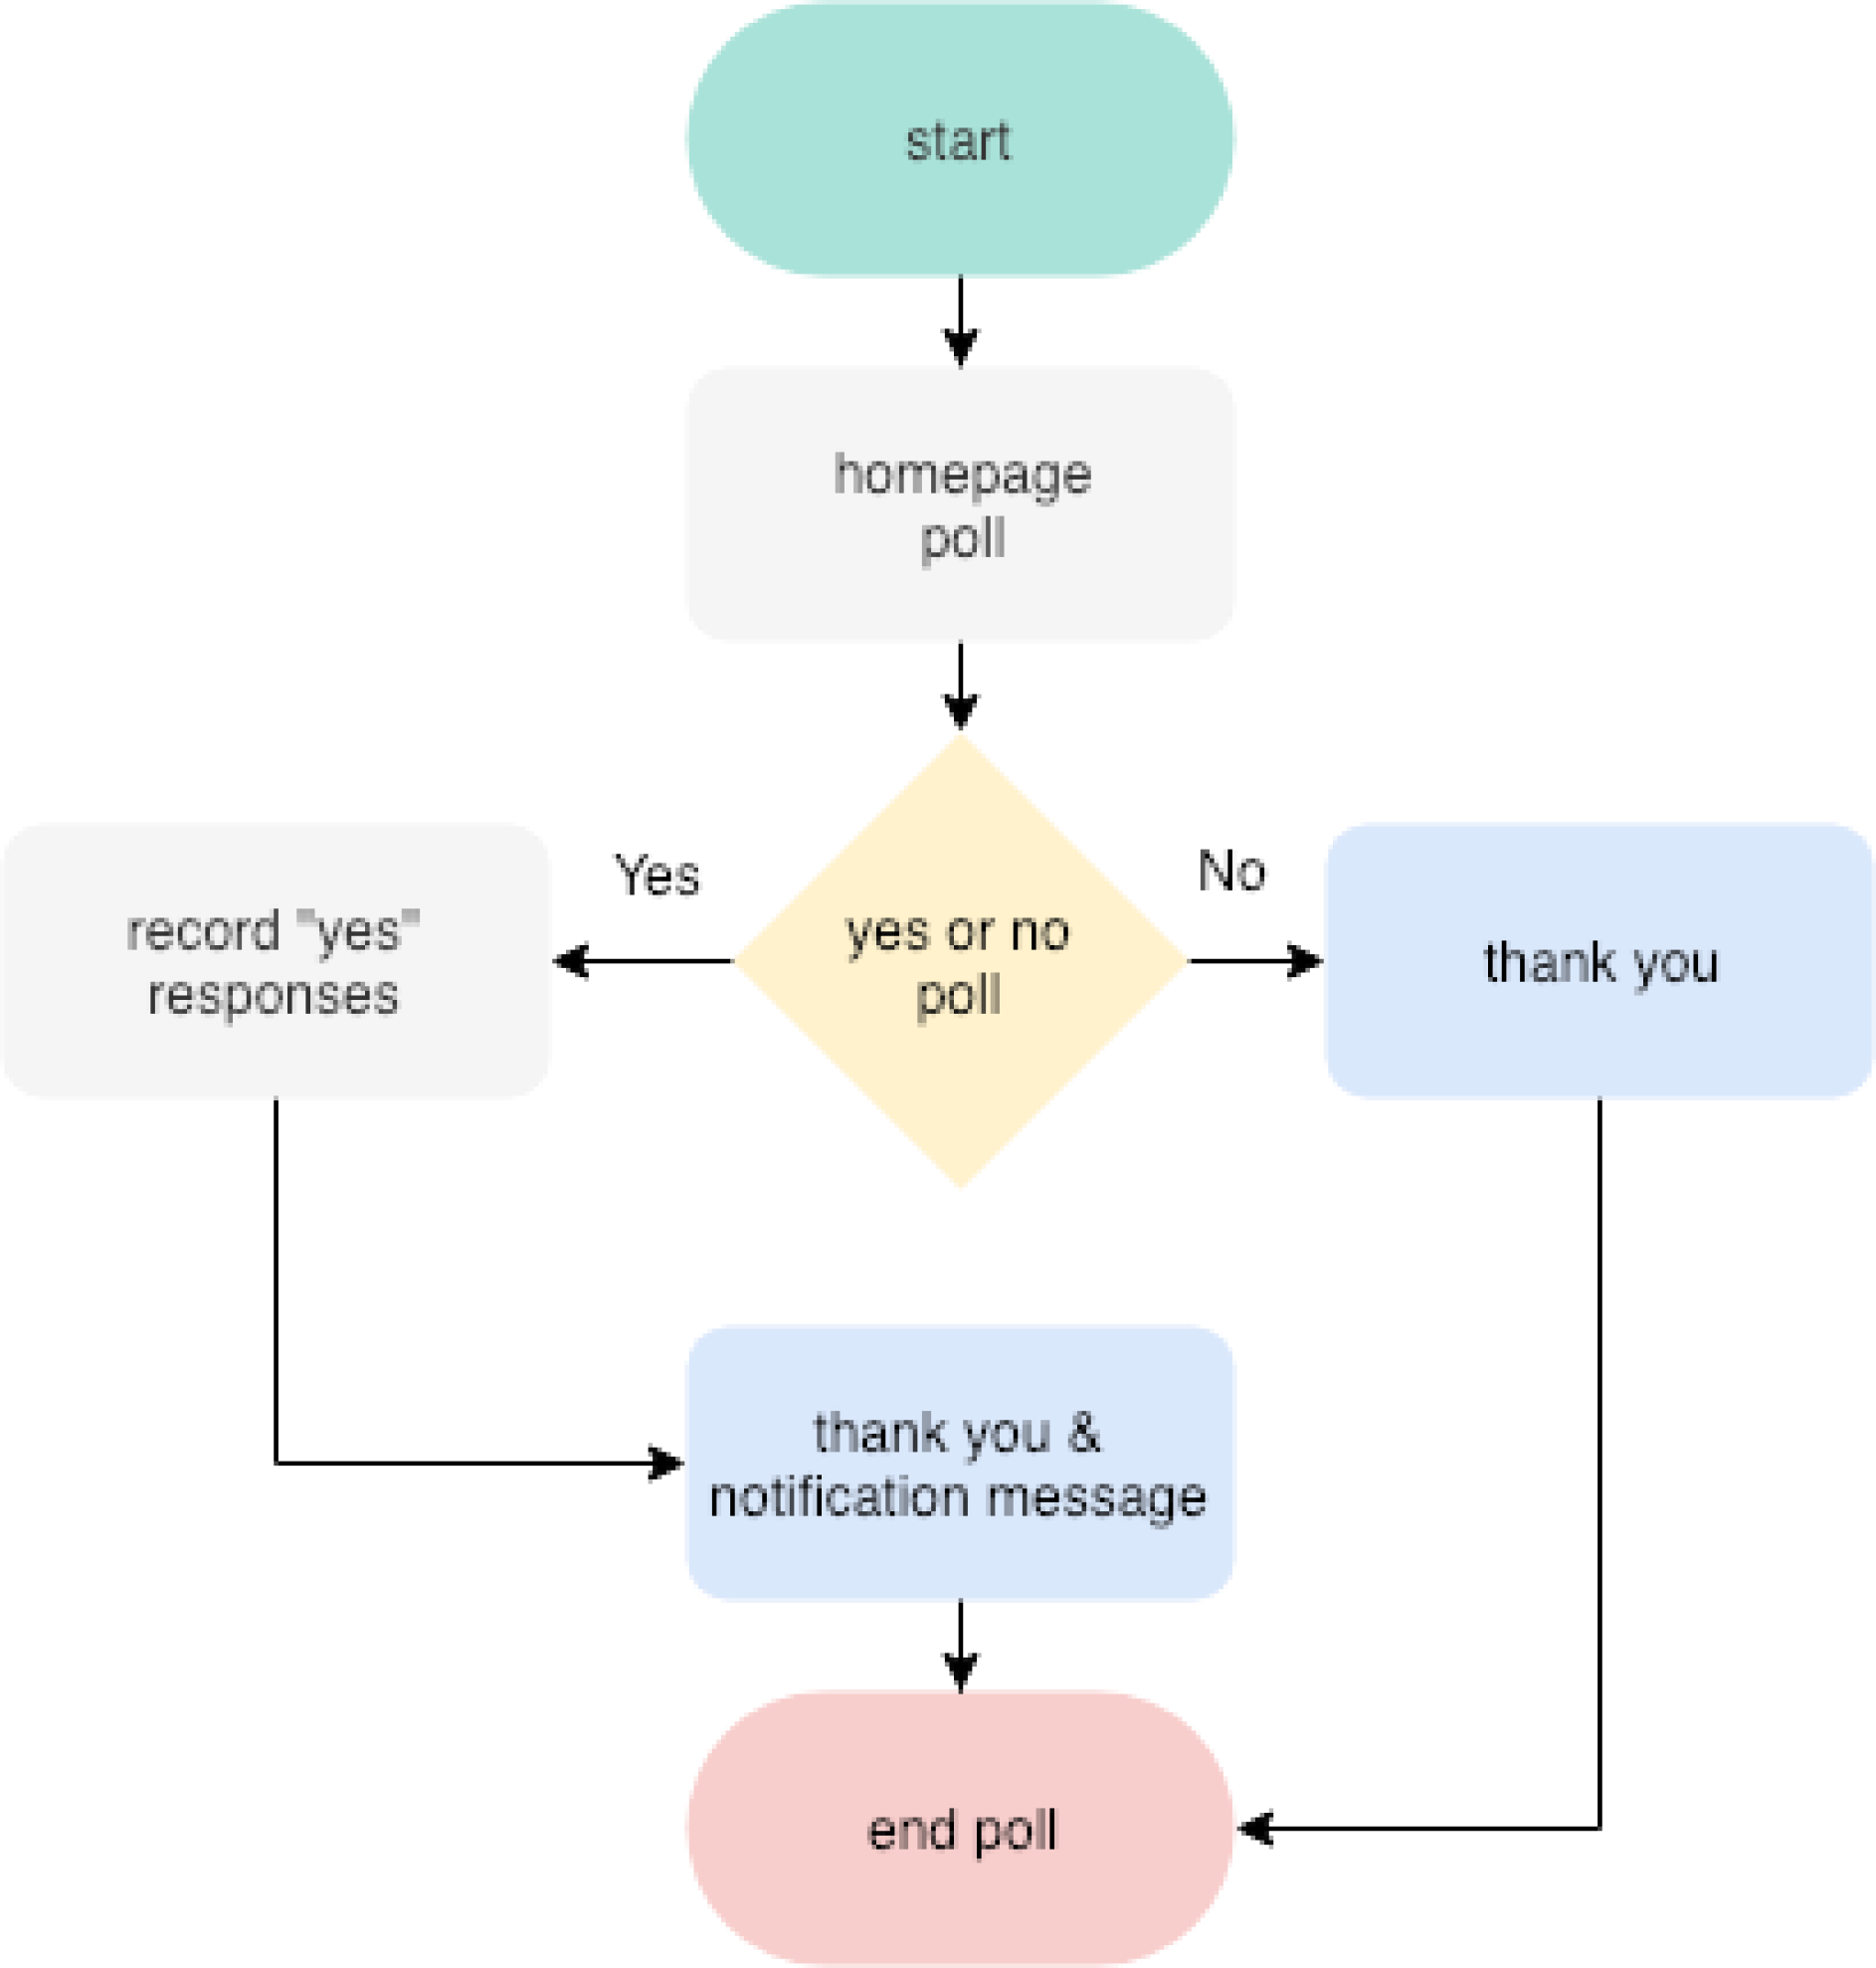 start
homepage
poll
Yes
No
record "yes"
responses
yes or no
poll
thank you
thank you &
notification message
end poll